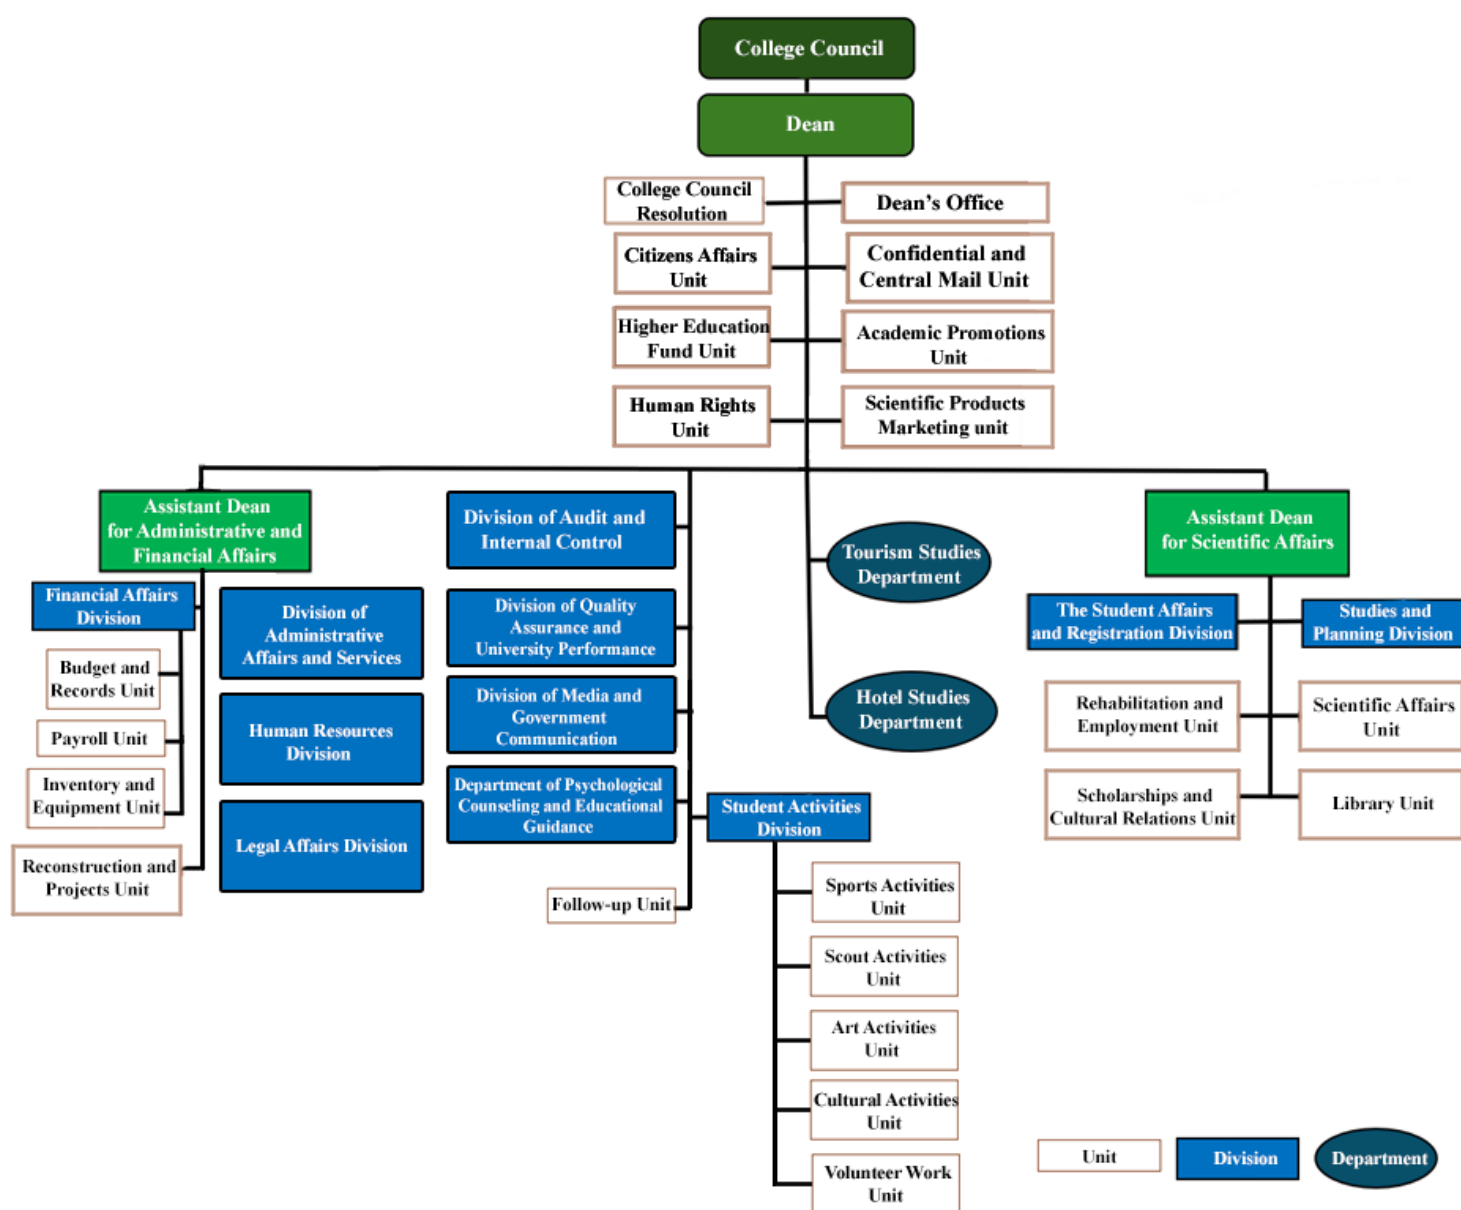 College Council
Dean
College Council
Resolution
Dean's Office
Citizens Affairs
Unit
Confidential and
Central Mail Unit
Higher Education
Fund Unit
Academic Promotions
Unit
Human Rights
Unit
Scientific Products
Marketing unit
Assistant Dean
for Administrative and
Financial Affairs
Financial Affairs
Division
Budget and
Records Unit
Payroll Unit
Inventory and
Equipment Unit
Reconstruction and
Projects Unit
Division of
Administrative
Affairs and Services
Human Resources
Division
Legal Affairs Division
Division of Audit and
Internal Control
Division of Quality
Assurance and
University Performance
Division of Media and
Government
Communication
Department of Psychological
Counseling and Educational
Guidance
Follow-up Unit
Student Activities
Division
Sports Activities
Unit
Scout Activities
Unit
Art Activities
Unit
Cultural Activities
Unit
Volunteer Work
Unit
Tourism Studies
Department
Hotel Studies
Department
Assistant Dean
for Scientific Affairs
The Student Affairs
and Registration Division
Studies and
Planning Division
Rehabilitation and
Employment Unit
Scientific Affairs
Unit
Scholarships and
Cultural Relations Unit
Library Unit
Unit
Division
Department